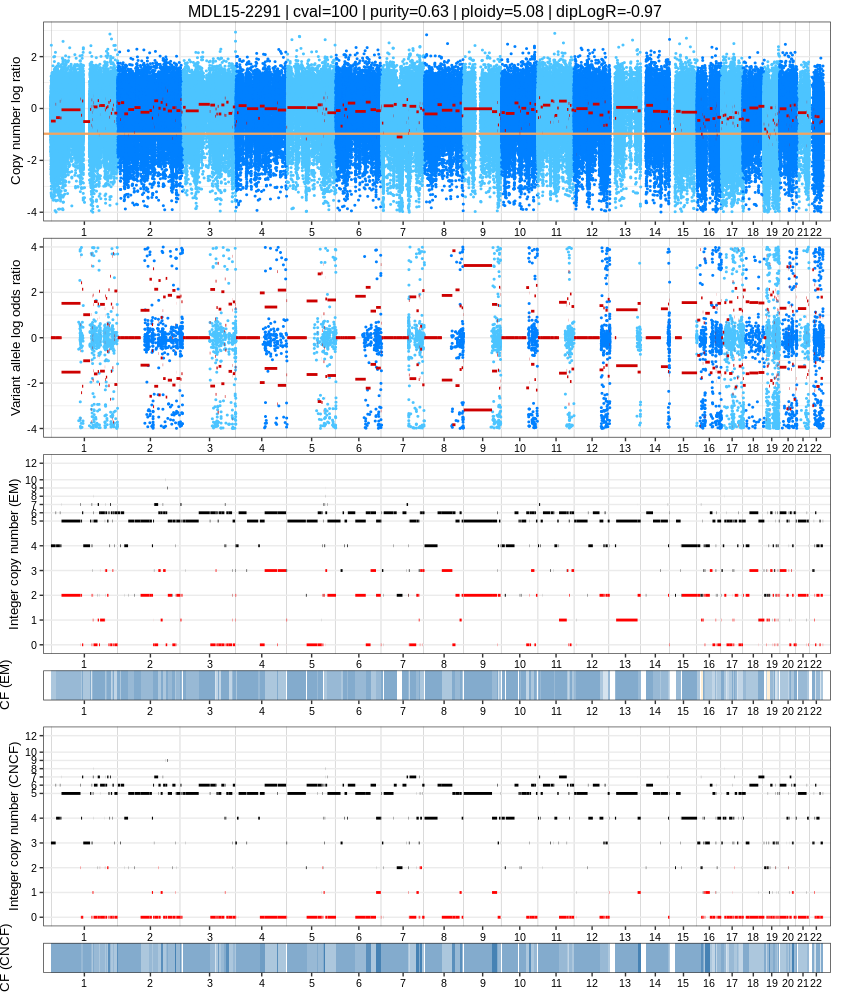 MDL15-2291 | cval=100 | purity=0.63 | ploidy=5.08 | dipLogR=-0.97
Copy number log ratio
2
0
-2
-4
1 2 3 4 5 6 7 8 9 10 11 12 13 14 15 16 17 18 19 20 21 22
Variant allele log odds ratio
4
2
0
-2
-4
1 2 3 4 5 6 7 8 9 10 11 12 13 14 15 16 17 18 19 20 21 22
Integer copy number (EM)
12
10
9
8
7
6
5
4
3
2
1
0
1 2 3 4 5 6 7 8 9 10 11 12 13 14 15 16 17 18 19 20 21 22
CF (EM)
1 2 3 4 5 6 7 8 9 10 11 12 13 14 15 16 17 18 19 20 21 22
Integer copy number (CNCF)
12
10
9
8
7
6
5
4
3
2
1
0
1 2 3 4 5 6 7 8 9 10 11 12 13 14 15 16 17 18 19 20 21 22
CF (CNCF)
1 2 3 4 5 6 7 8 9 10 11 12 13 14 15 16 17 18 19 20 21 22